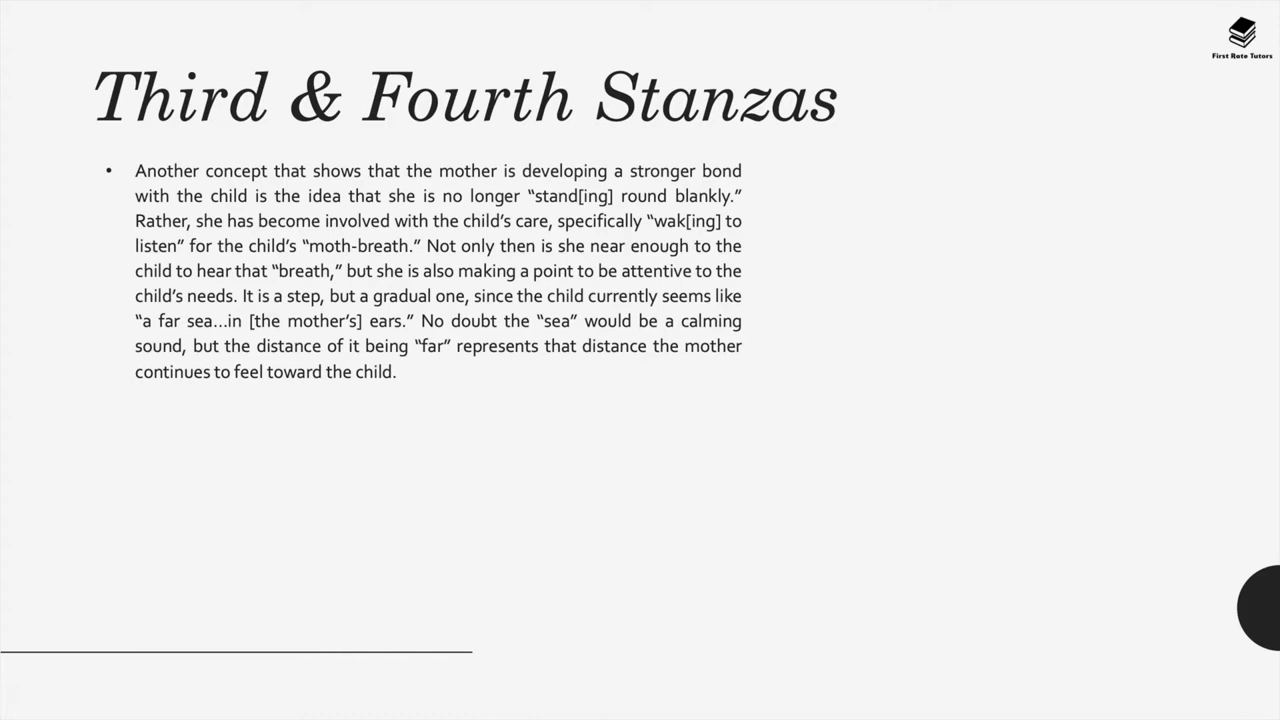 First Rate Tutors
Third & Fourth Stanzas
• Another concept that shows that the mother is developing a stronger bond
with the child is the idea that she is no longer “stand[ing] round blankly.”
Rather, she has become involved with the child’s care, specifically “wak[ing] to
listen” for the child’s “moth-breath.” Not only then is she near enough to the
child to hear that “breath,” but she is also making a point to be attentive to the
child’s needs. It is a step, but a gradual one, since the child currently seems like
“a far sea…in [the mother’s] ears.” No doubt the “sea” would be a calming
sound, but the distance of it being “far” represents that distance the mother
continues to feel toward the child.